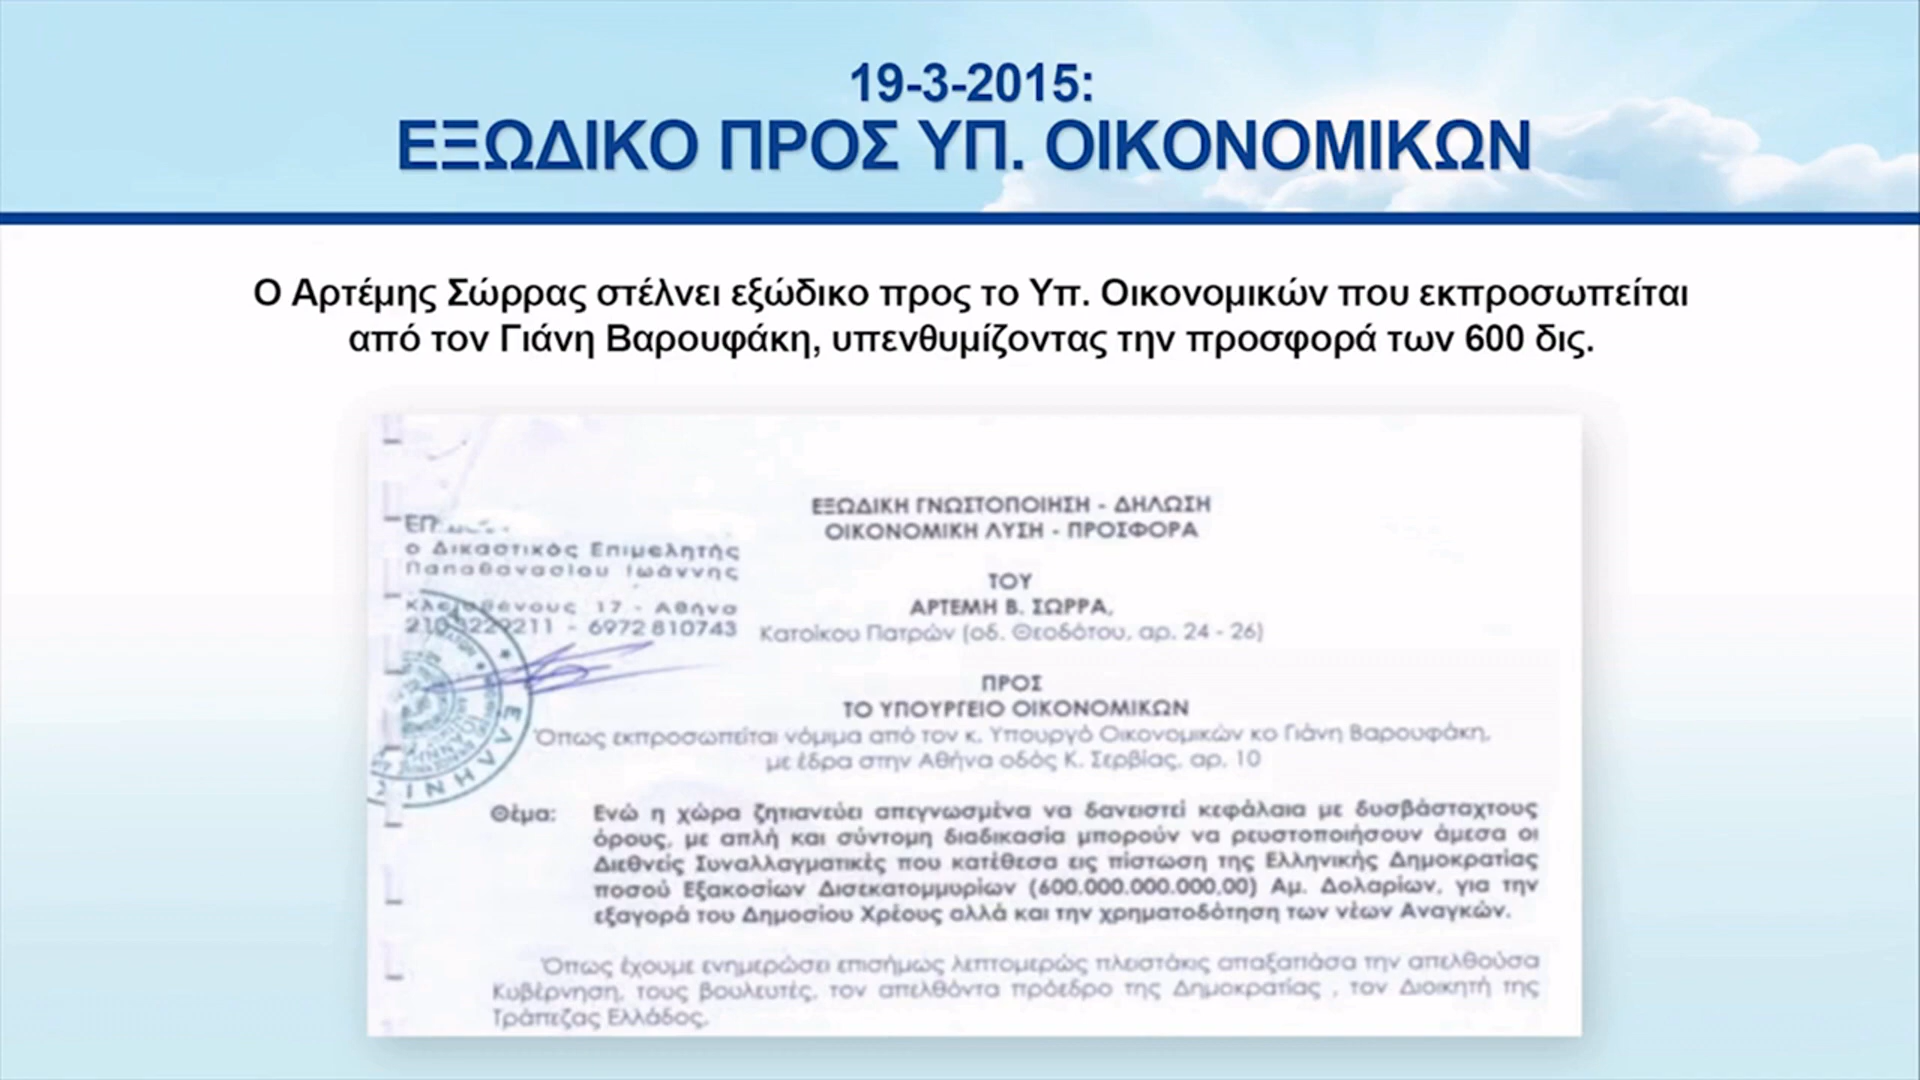 19-3-2015:
ΕΞΩΔΙΚΟ ΠΡΟΣ ΥΠ. ΟΙΚΟΝΟΜΙΚΩΝ
Ο Αρτέμης Σώρρας στέλνει εξώδικο προς το Υπ. Οικονομικών που εκπροσωπείται
από τον Γιάνη Βαρουφάκη, υπενθυμίζοντας την προσφορά των 600 δις.
ΕΞΩΔΙΚΗ ΓΝΩΣΤΟΠΟΙΗΣΗ - ΔΗΛΩΣΗ
ΟΙΚΟΝΟΜΙΚΗ ΛΥΣΗ - ΠΡΟΣΦΟΡΑ
ο Δικαστικός Επιμελητής
Παπαθανασίου Ιωάννης
Κλεισθένους 17 - Αθήνα
210 3229211 - 6972 810743
ΤΟΥ
ΑΡΤΕΜΗ Β. ΣΩΡΡΑ,
Κατοίκου Πατρών (οδ. Θεοδότου, αρ. 24 - 26)
ΠΡΟΣ
ΤΟ ΥΠΟΥΡΓΕΙΟ ΟΙΚΟΝΟΜΙΚΩΝ
Όπως εκπροσωπείται νόμιμα από τον κ. Υπουργό Οικονομικών κο Γιάνη Βαρουφάκη,
με έδρα στην Αθήνα οδός Κ. Σερβίας, αρ. 10
Θέμα: Ενώ η χώρα ζητιανεύει απεγνωσμένα να δανειστεί κεφάλαια με δυσβάσταχτους
όρους, με απλή και σύντομη διαδικασία μπορούν να ρευστοποιήσουν άμεσα οι
Διεθνείς Συναλλαγματικές που κατέθεσα εις πίστωση της Ελληνικής Δημοκρατίας
ποσού Εξακοσίων Δισεκατομμυρίων (600.000.000.000,00) Αμ. Δολαρίων, για την
εξαγορά του Δημοσίου Χρέους αλλά και την χρηματοδότηση των νέων Αναγκών.
Όπως έχουμε ενημερώσει επισήμως λεπτομερώς πλειστάκις απαξαπάσα την απελθούσα
Κυβέρνηση, τους βουλευτές, τον απελθόντα πρόεδρο της Δημοκρατίας , τον Διοικητή της
Τράπεζας Ελλάδος,